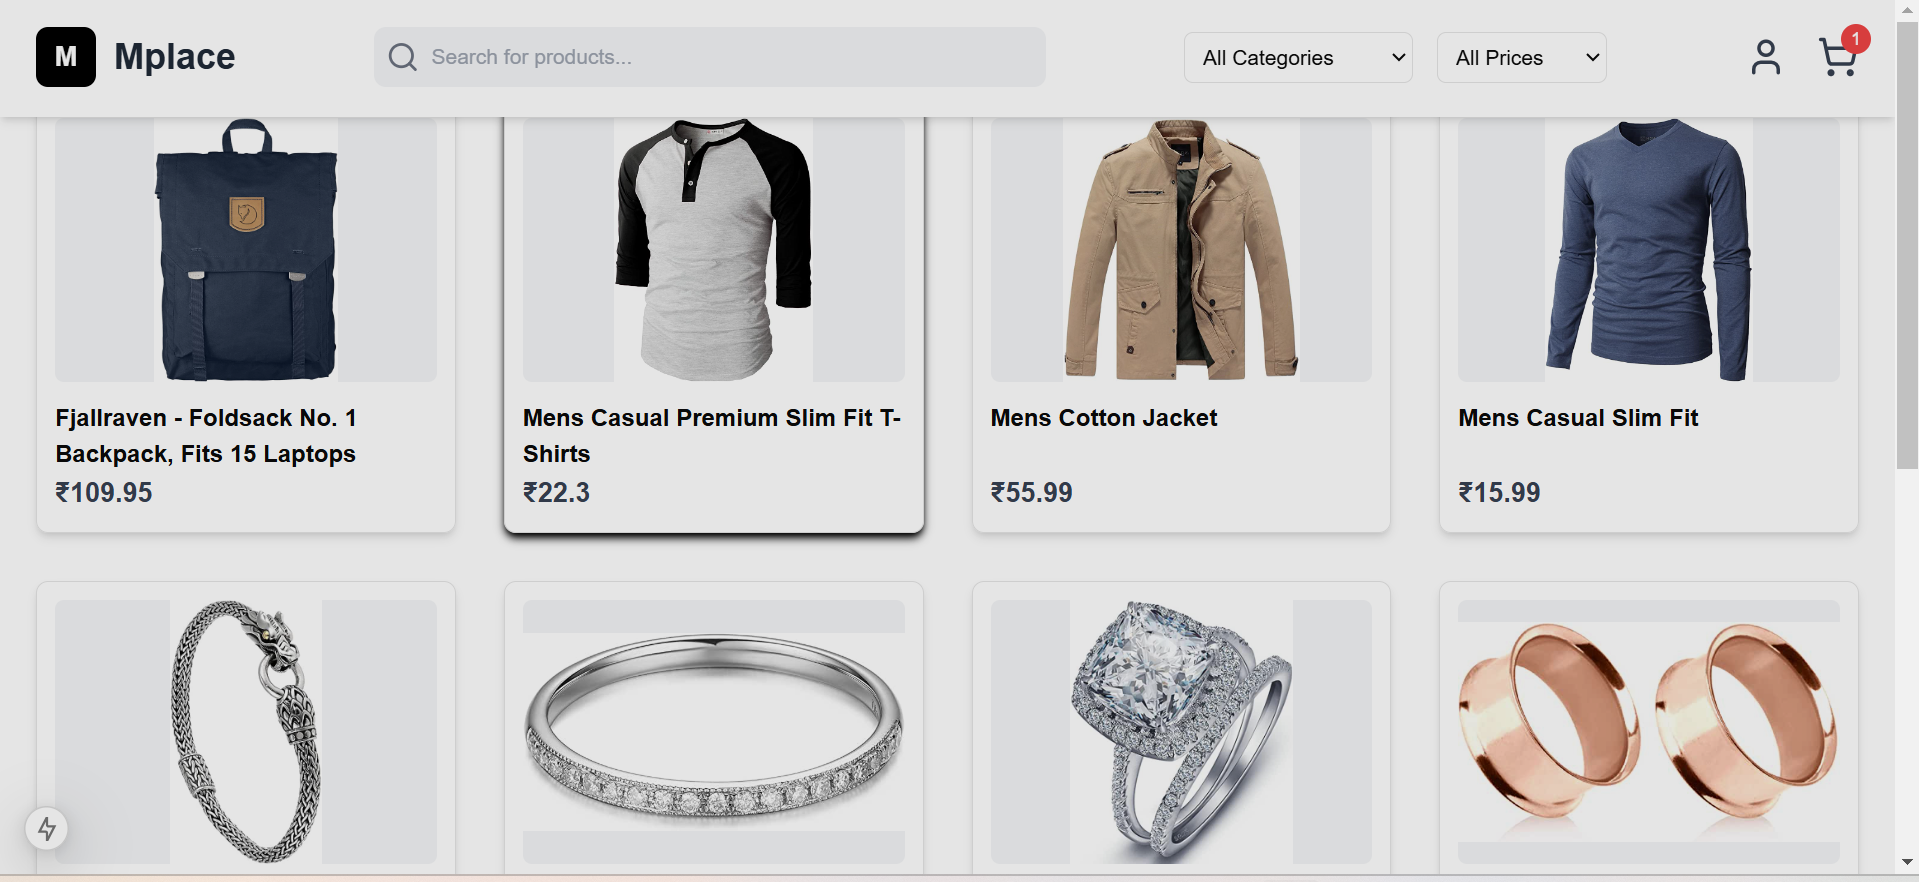 M
Mplace
Search for products...
All Categories
All Prices
1
Fjallraven - Foldsack No. 1
Backpack, Fits 15 Laptops
₹109.95
Mens Casual Premium Slim Fit T-
Shirts
₹22.3
Mens Cotton Jacket
₹55.99
Mens Casual Slim Fit
₹15.99